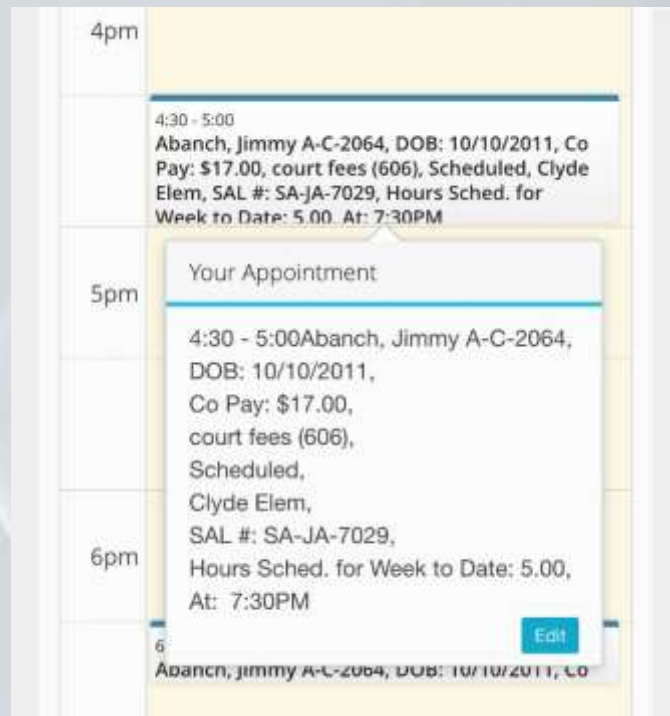 4pm
4:30 - 5:00
Abanch, Jimmy A-C-2064, DOB: 10/10/2011, Co
Pay: $17.00, court fees (606), Scheduled, Clyde
Elem, SAL #: SA-JA-7029, Hours Sched. for
Week to Date: 5.00, At: 7:30PM
5pm
Your Appointment
4:30 - 5:00Abanch, Jimmy A-C-2064,
DOB: 10/10/2011,
Co Pay: $17.00,
court fees (606),
Scheduled,
Clyde Elem,
SAL #: SA-JA-7029,
Hours Sched. for Week to Date: 5.00,
At: 7:30PM
Edit
6pm
6
Abanch, Jimmy A-C-2064, DOB: 10/10/2011, Co